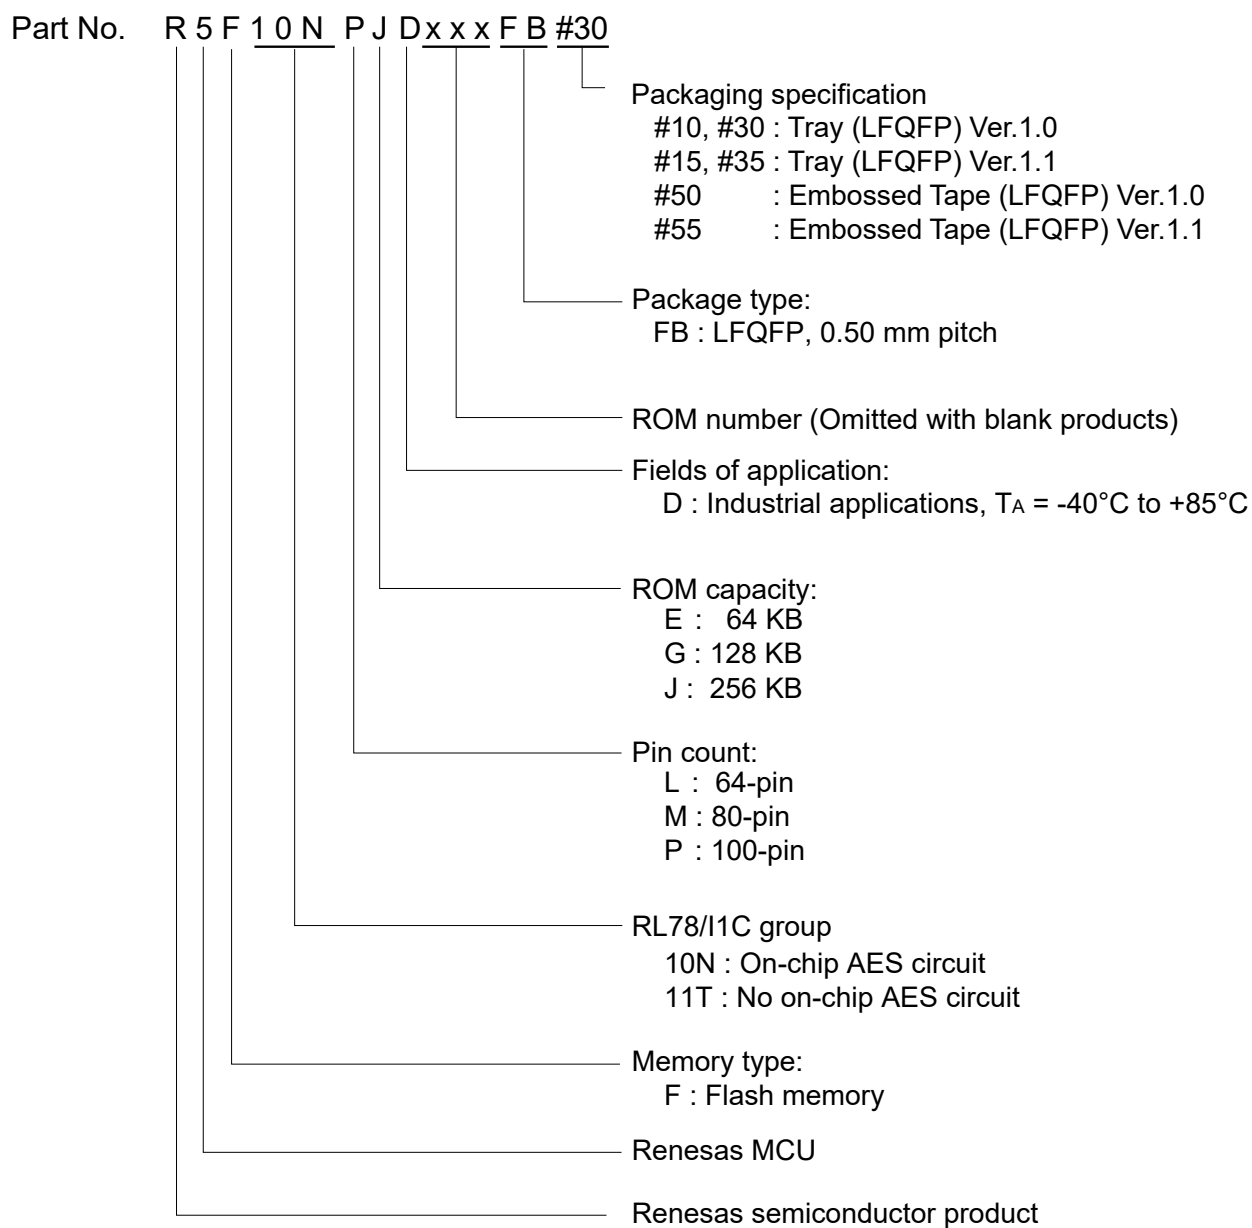 Part No. R 5 F 1 0 N P J D x x x F B #30
Packaging specification
#10, #30 : Tray (LFQFP) Ver.1.0
#15, #35 : Tray (LFQFP) Ver.1.1
#50 : Embossed Tape (LFQFP) Ver.1.0
#55 : Embossed Tape (LFQFP) Ver.1.1
Package type:
FB : LFQFP, 0.50 mm pitch
ROM number (Omitted with blank products)
Fields of application:
D : Industrial applications, TA = -40°C to +85°C
ROM capacity:
E : 64 KB
G : 128 KB
J : 256 KB
Pin count:
L : 64-pin
M : 80-pin
P : 100-pin
RL78/I1C group
10N : On-chip AES circuit
11T : No on-chip AES circuit
Memory type:
F : Flash memory
Renesas MCU
Renesas semiconductor product